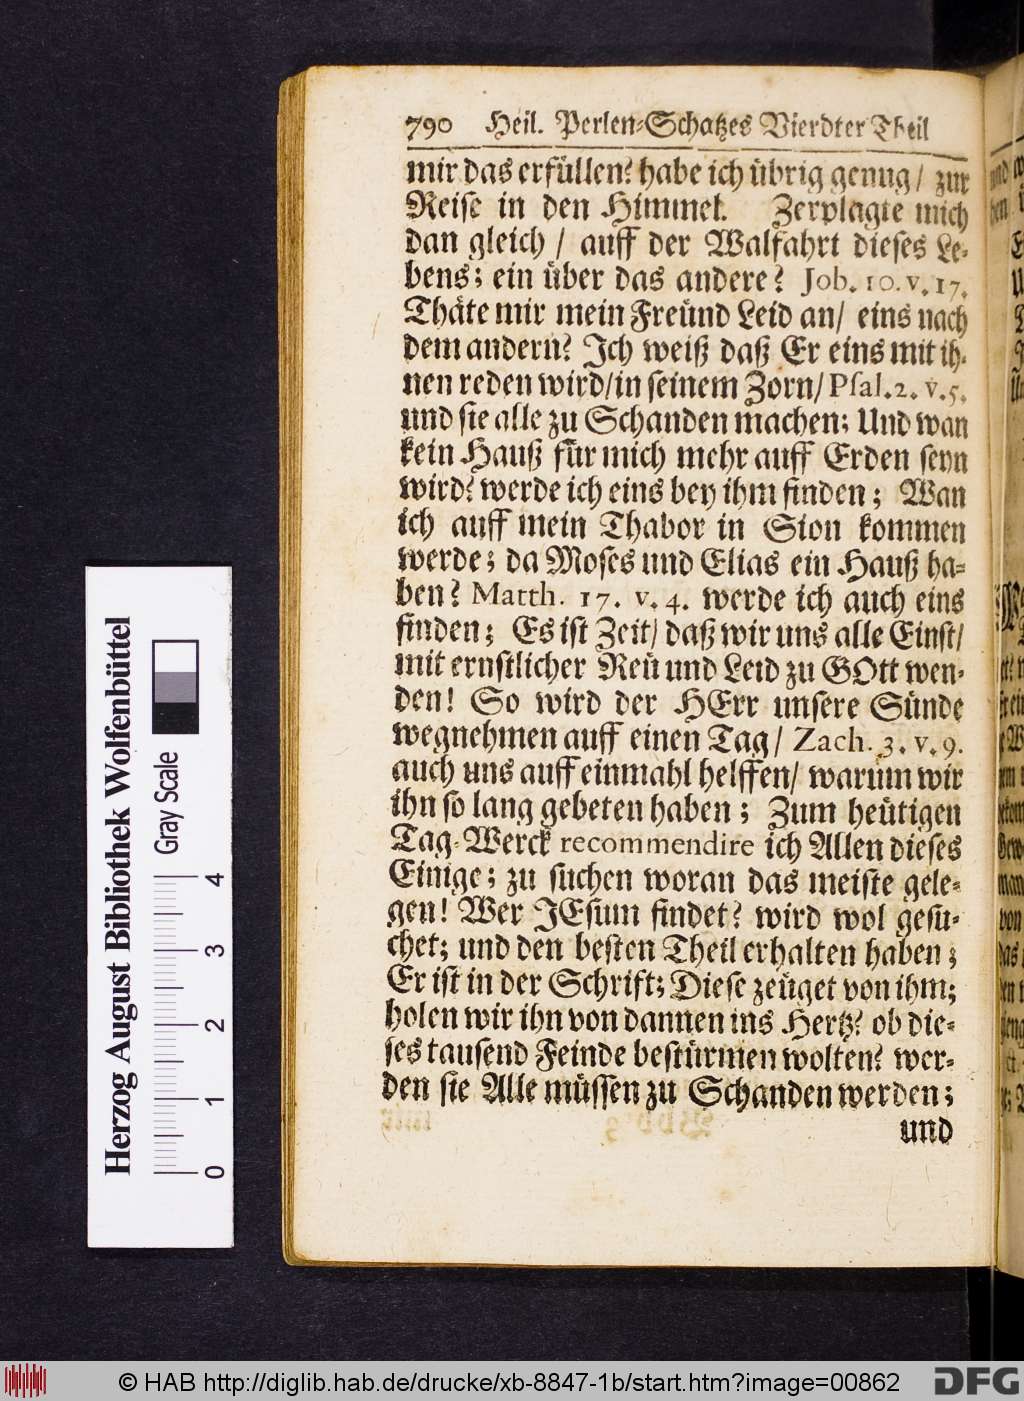 790 Heil. Perlen-Schatzes Vierdter Theil
mir das erfüllen? habe ich übrig genug / zur
Reise in den Himmel. Zerplagte mich
dan gleich / auff der Walfahrt dieses Le-
bens; ein über das andere? Job. 10. v. 17.
Thäte mir mein Freünd Leid an / eins nach
dem andern? Ich weiß daß Er eins mit ih-
nen reden wird / in seinem Zorn / Psal. 2. v. 5.
und sie alle zu Schanden machen; Und wan
kein Hauß für mich mehr auff Erden seyn
wird? werde ich eins bey ihm finden; Wan
ich auff mein Thabor in Sion kommen
werde; da Moses und Elias ein Hauß ha-
ben? Matth. 17. v. 4. werde ich auch eins
finden; Es ist Zeit / daß wir uns alle Einst /
mit ernstlicher Reü und Leid zu GOtt wen-
den! So wird der HErr unsere Sünde
wegnehmen auff einen Tag / Zach. 3. v. 9.
auch uns auff einmahl helffen / warum wir
ihn so lang gebeten haben; Zum heütigen
Tag-Werck recommendire ich Allen dieses
Einige; zu suchen woran das meiste gele-
gen! Wer JEsum findet? wird wol gesu-
chet; und den besten Theil erhalten haben;
Er ist in der Schrift; Diese zeüget von ihm;
holen wir ihn von dannen ins Hertz? ob die-
ses tausend Feinde bestürmen wolten? wer-
den sie Alle müssen zu Schanden werden;
und
Herzog August Bibliothek Wolfenbüttel
Gray Scale
0 1 2 3 4
© HAB http://diglib.hab.de/drucke/xb-8847-1b/start.htm?image=00862
DFG